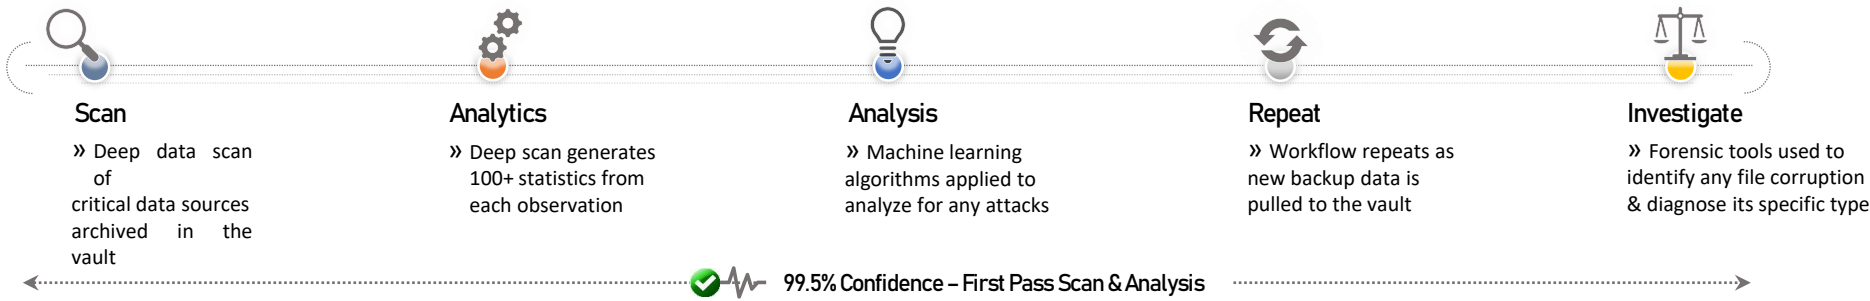 Scan
» Deep data scan
of
critical data sources
archived in the
vault
Analytics
» Deep scan generates
100+ statistics from
each observation
Analysis
» Machine learning
algorithms applied to
analyze for any attacks
Repeat
» Workflow repeats as
new backup data is
pulled to the vault
Investigate
» Forensic tools used to
identify any file corruption
& diagnose its specific type
99.5% Confidence – First Pass Scan & Analysis